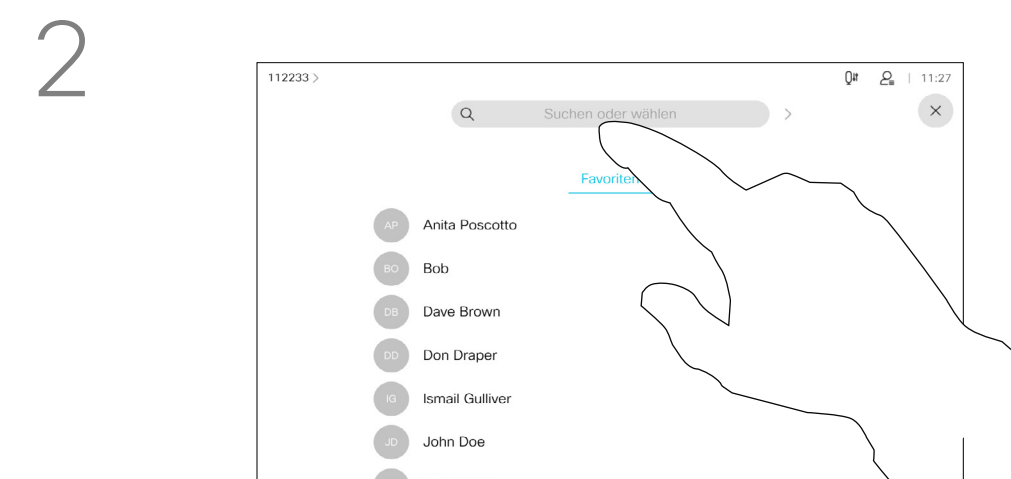 2
112233 >
11:27
Suchen oder wählen
Favoriten
AP Anita Poscotto
BO Bob
DB Dave Brown
DD Don Draper
IG Ismail Gulliver
JD John Doe